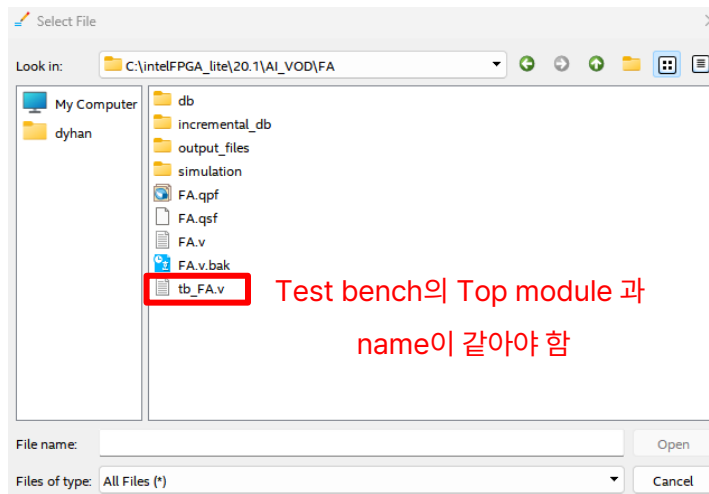 Select File
Look in:
C:\intelFPGA_lite\20.1\AI_VOD\FA
My Computer
dyhan
db
incremental_db
output_files
simulation
FA.qpf
FA.qsf
FA.v
FA.v.bak
tb_FA.v
Test bench의 Top module 과
name이 같아야 함
File name:
Open
Files of type:
All Files (*)
Cancel